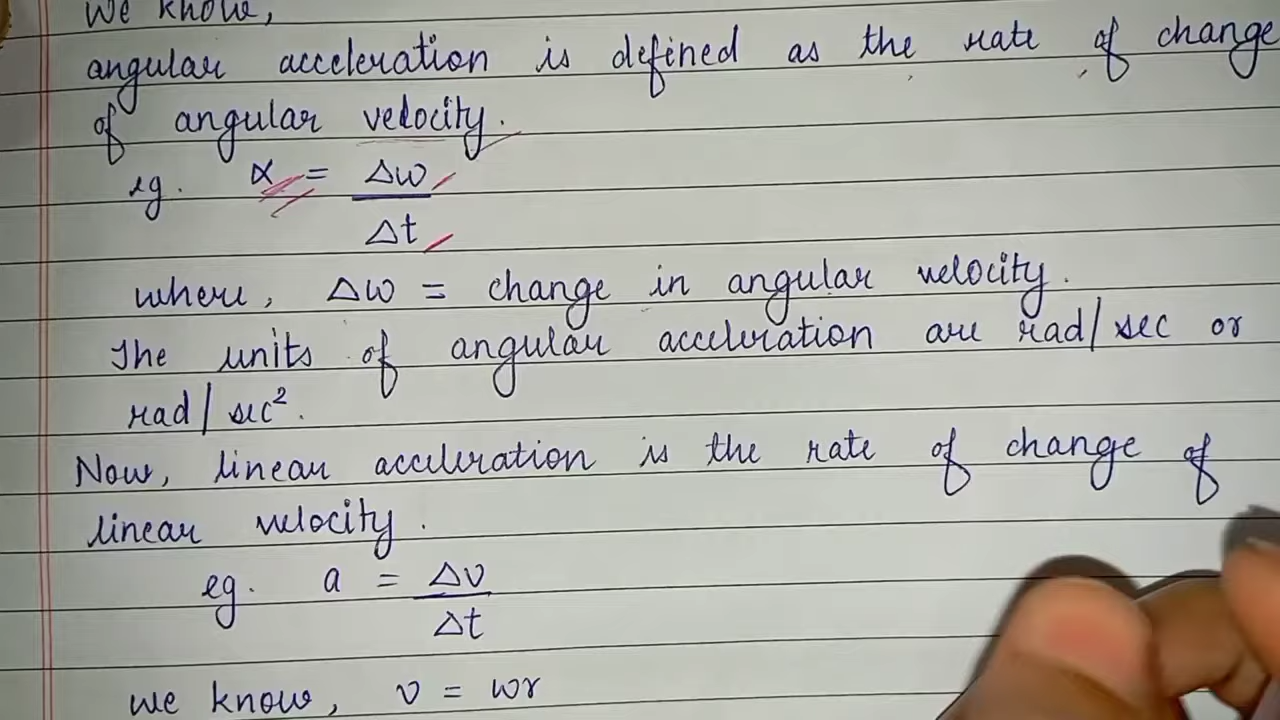 We know,
angular acceleration is defined as the rate of change
of angular velocity.
eg. α = Δω
Δt
where, Δω = change in angular velocity.
The units of angular acceleration are rad/sec or
rad/sec².
Now, linear acceleration is the rate of change of
linear velocity.
eg. a = Δv
Δt
we know, v = ωr